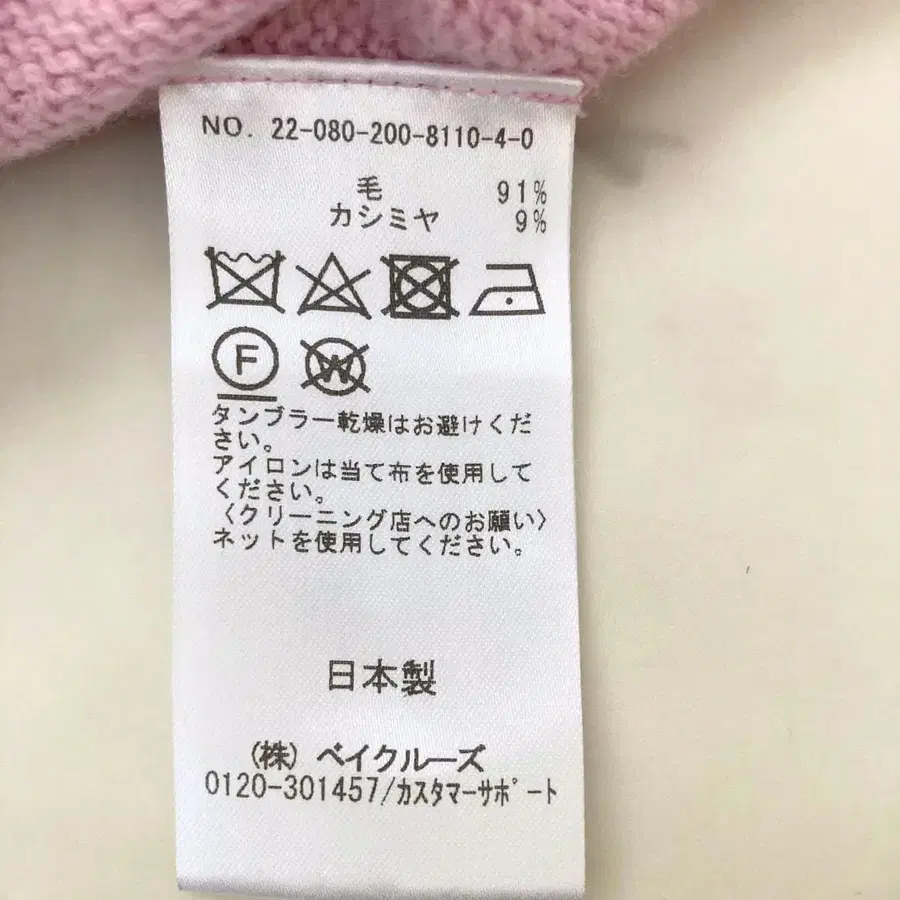 NO. 22-080-200-8110-4-0
毛 91%
カシミヤ 9%
F
W
タンブラー乾燥はお避けくだ
さい。
アイロンは当て布を使用して
ください。
〈クリーニング店へのお願い〉
ネットを使用してください。
日本製
(株) ベイクルーズ
0120-301457/カスタマーサポート